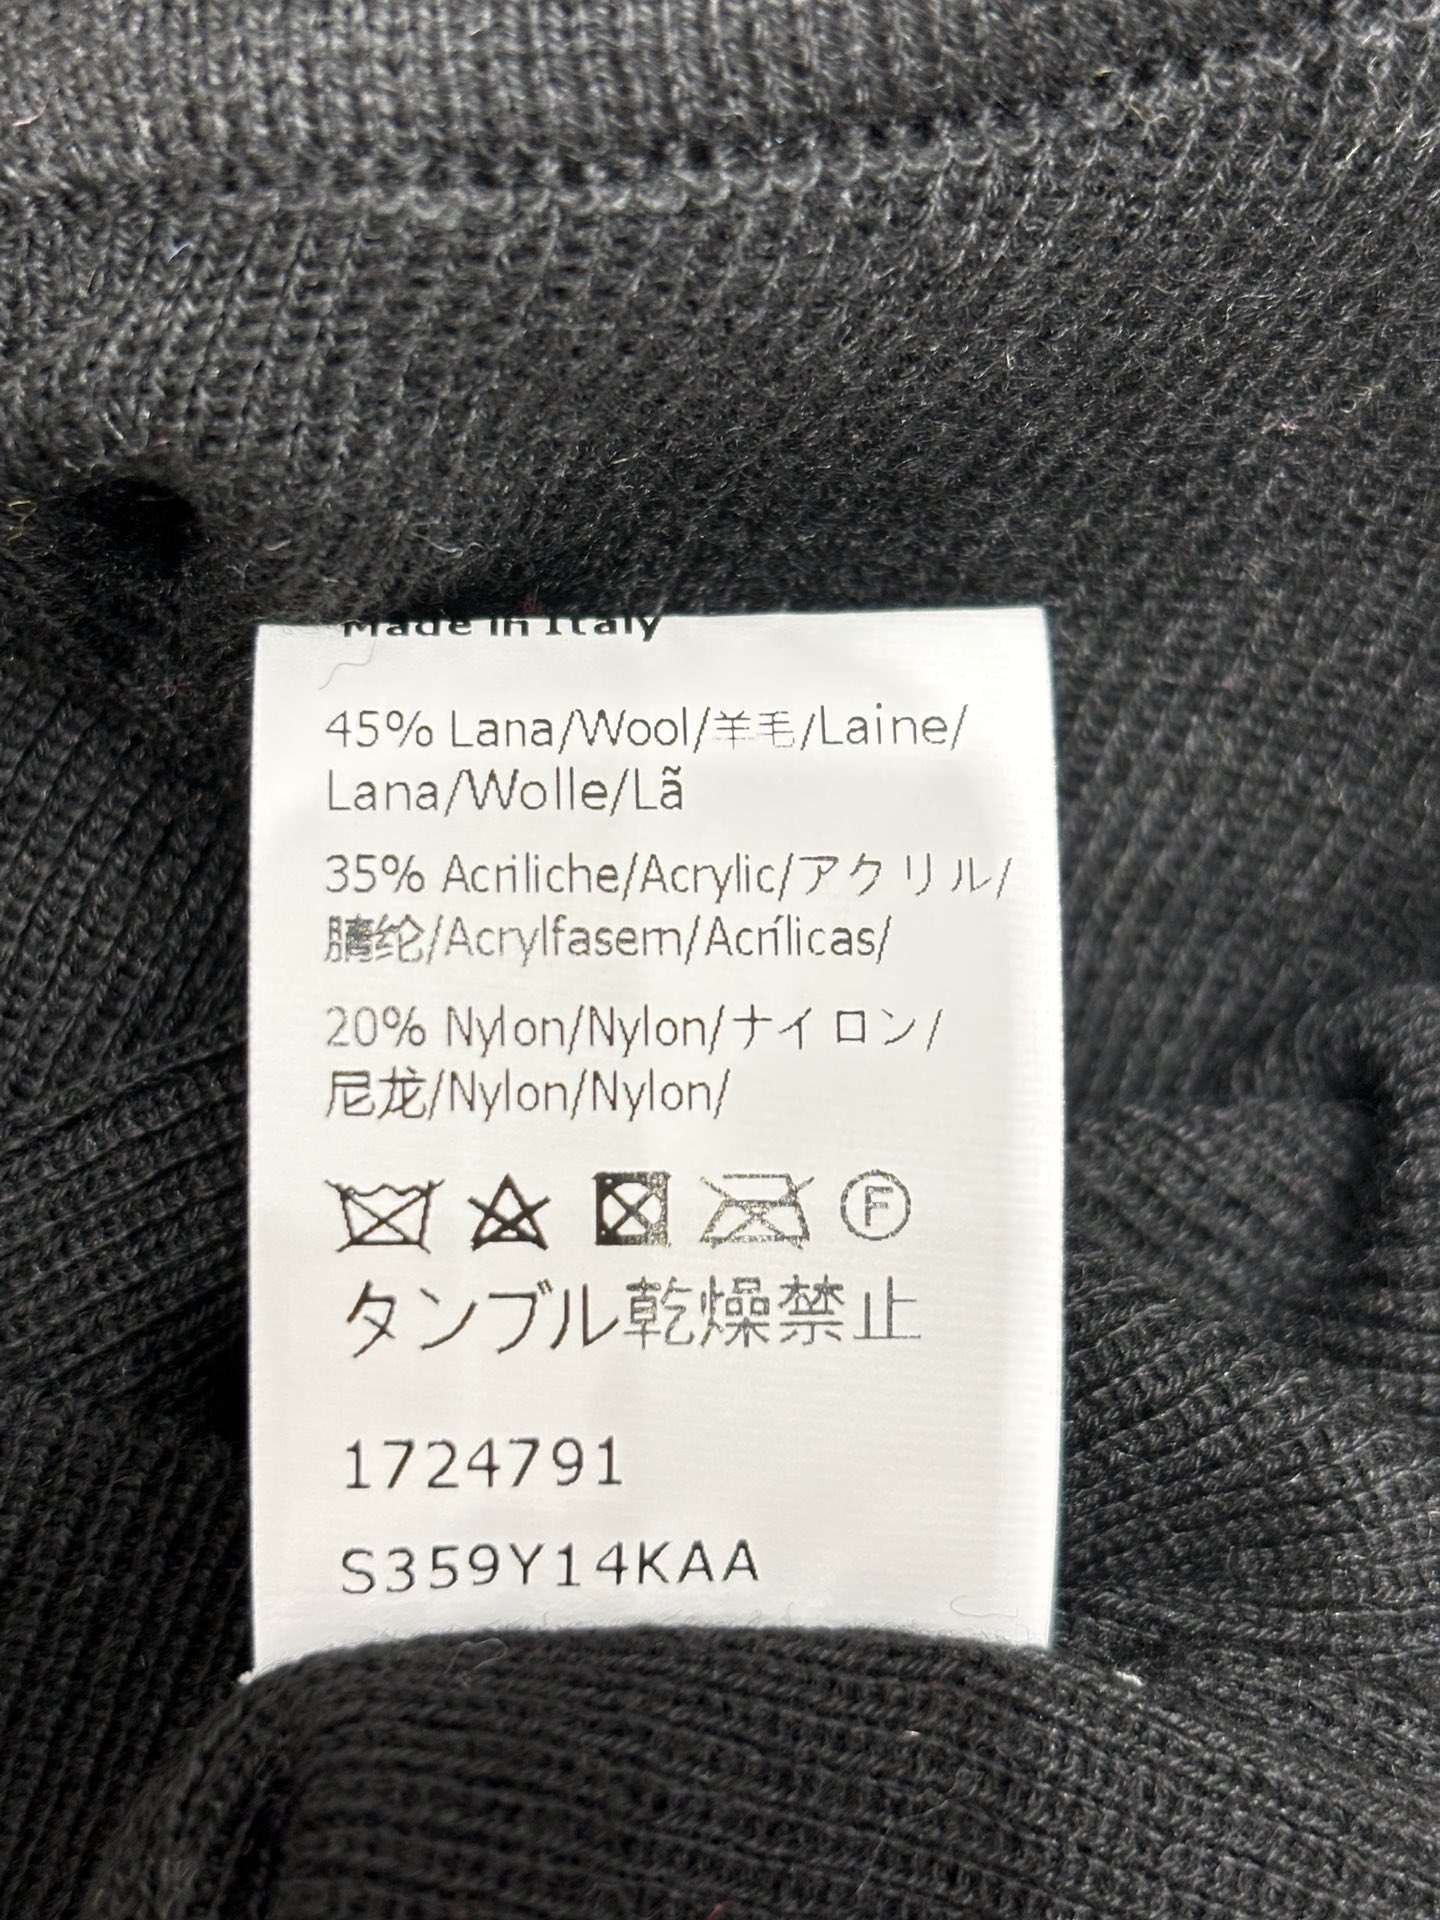 Made in Italy
45% Lana/Wool/羊毛/Laine/
Lana/Wolle/Lã
35% Acriliche/Acrylic/アクリル/
腈纶/Acrylfasern/Acrílicas/
20% Nylon/Nylon/ナイロン/
尼龙/Nylon/Nylon/
F
タンブル乾燥禁止
1724791
S359Y14KAA